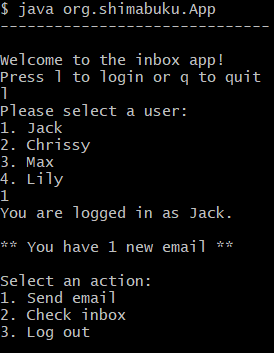 $ java org.shimabuku.App
-----------------------------
Welcome to the inbox app!
Press l to login or q to quit
l
Please select a user:
1. Jack
2. Chrissy
3. Max
4. Lily
1
You are logged in as Jack.
** You have 1 new email **
Select an action:
1. Send email
2. Check inbox
3. Log out